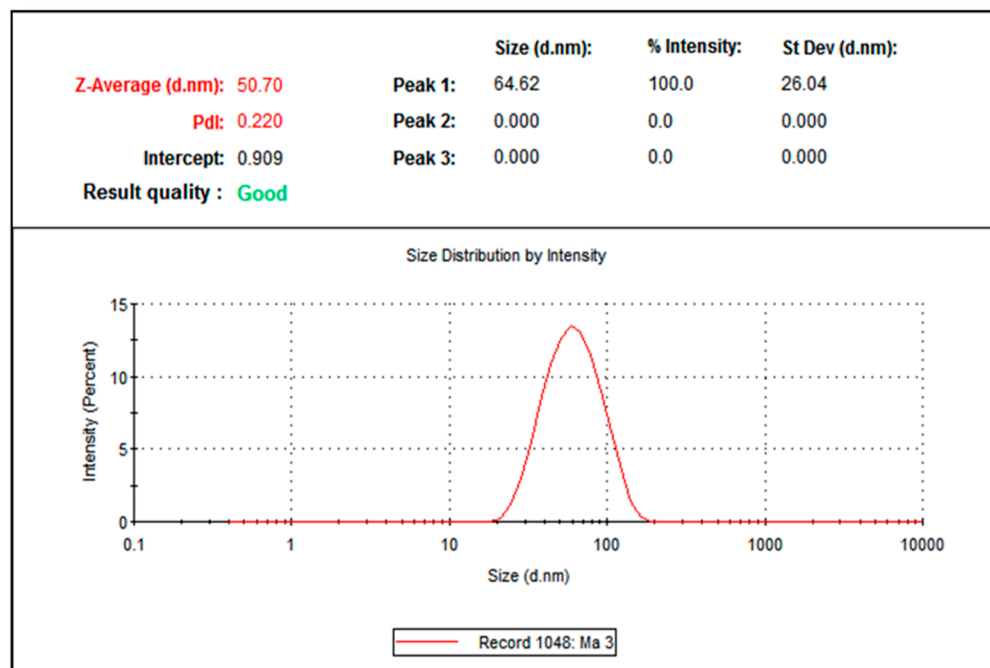 Size (d.nm): % Intensity: St Dev (d.nm):
Z-Average (d.nm): 50.70 Peak 1: 64.62 100.0 26.04
PdI: 0.220 Peak 2: 0.000 0.0 0.000
Intercept: 0.909 Peak 3: 0.000 0.0 0.000
Result quality : Good
Size Distribution by Intensity
Intensity (Percent)
15
10
5
0
0.1 1 10 100 1000 10000
Size (d.nm)
Record 1048: Ma 3